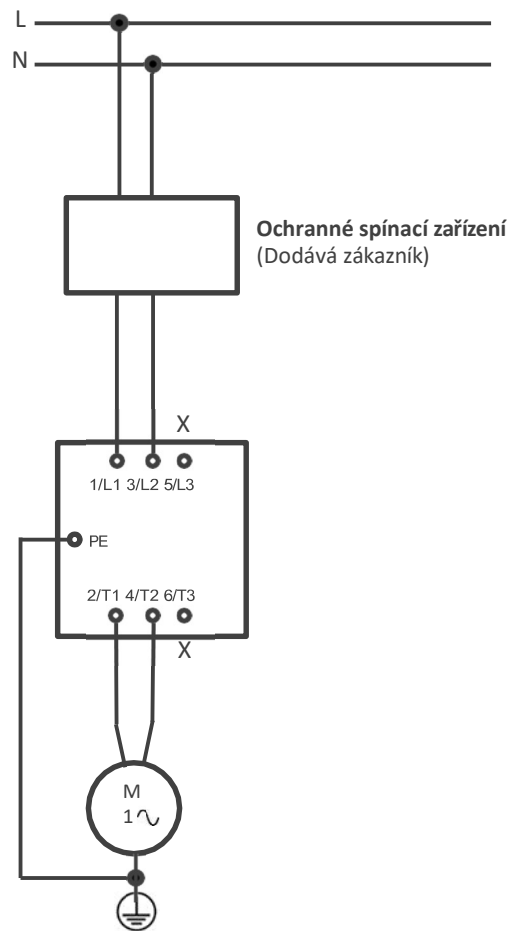 L
N
Ochranné spínací zařízení
(Dodává zákazník)
X
1/L1 3/L2 5/L3
PE
2/T1 4/T2 6/T3
X
M
1